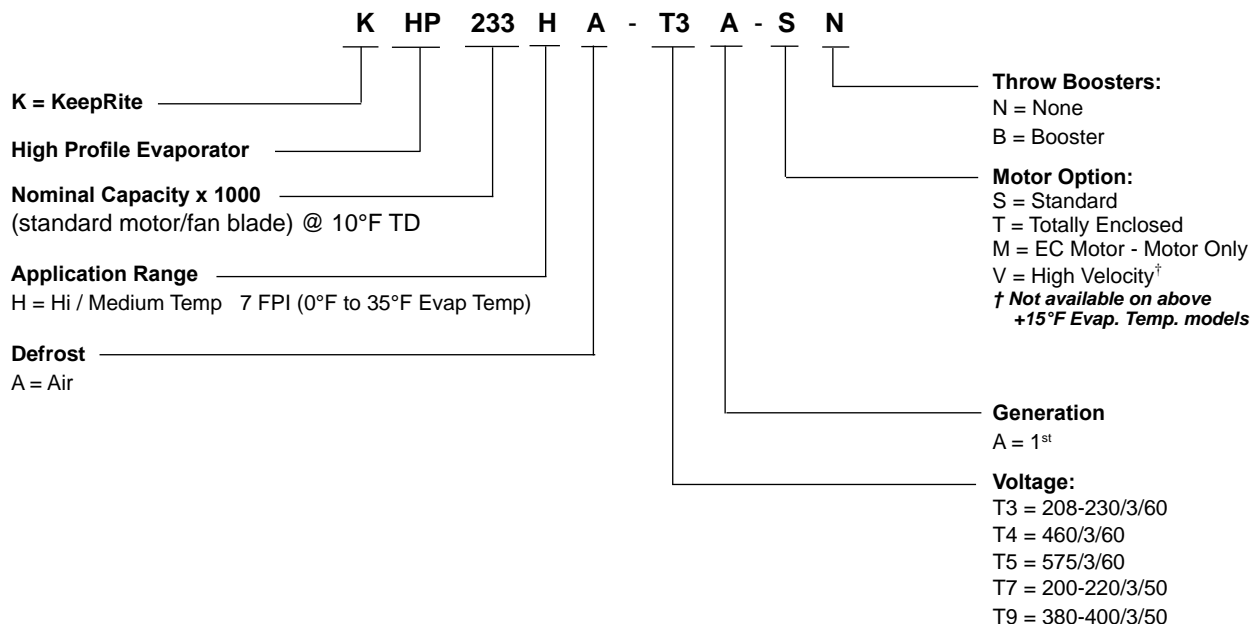 K HP 233 H A - T3 A - S N
K = KeepRite
High Profile Evaporator
Nominal Capacity x 1000
(standard motor/fan blade) @ 10°F TD
Application Range
H = Hi / Medium Temp 7 FPI (0°F to 35°F Evap Temp)
Defrost
A = Air
Throw Boosters:
N = None
B = Booster
Motor Option:
S = Standard
T = Totally Enclosed
M = EC Motor - Motor Only
V = High Velocity†
† Not available on above
+15°F Evap. Temp. models
Generation
A = 1st
Voltage:
T3 = 208-230/3/60
T4 = 460/3/60
T5 = 575/3/60
T7 = 200-220/3/50
T9 = 380-400/3/50